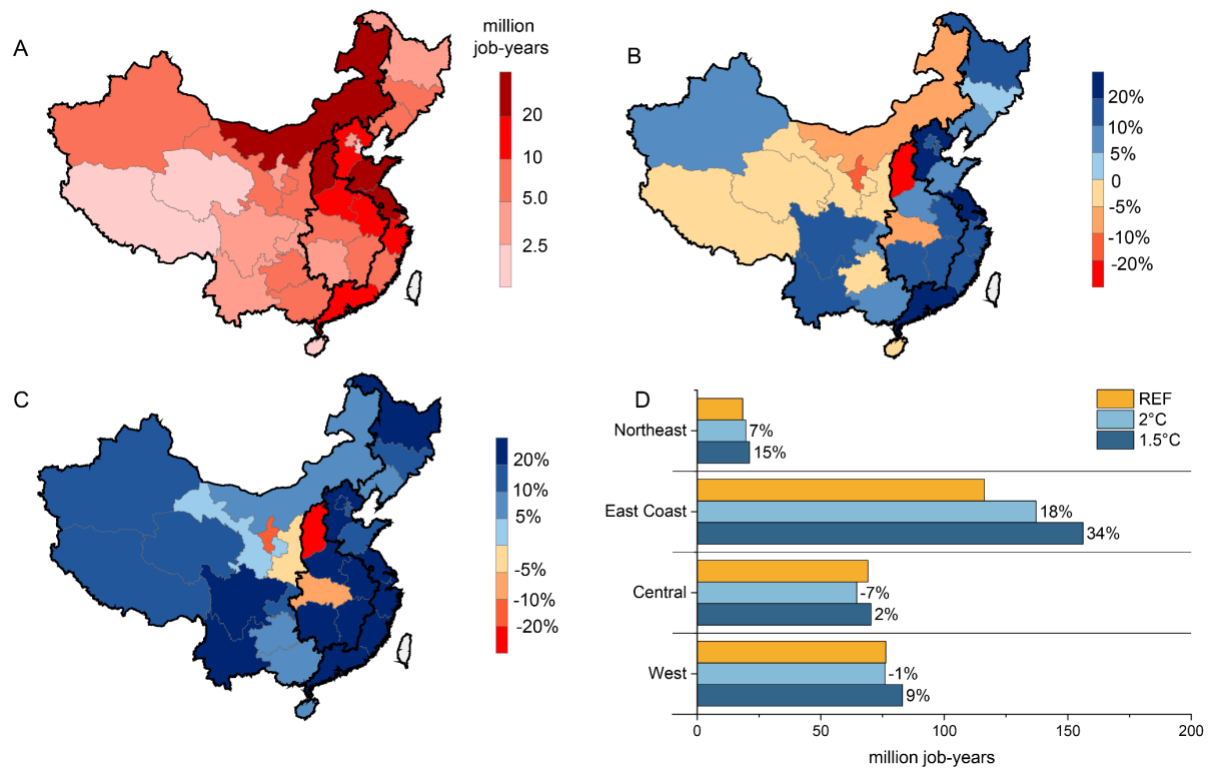 A
million
job-years
20
10
5.0
2.5
B
20%
10%
5%
0
-5%
-10%
-20%
C
20%
10%
5%
-5%
-10%
-20%
D
REF
2°C
1.5°C
Northeast
7%
15%
East Coast
18%
34%
Central
-7%
2%
West
-1%
9%
0
50
100
150
200
million job-years